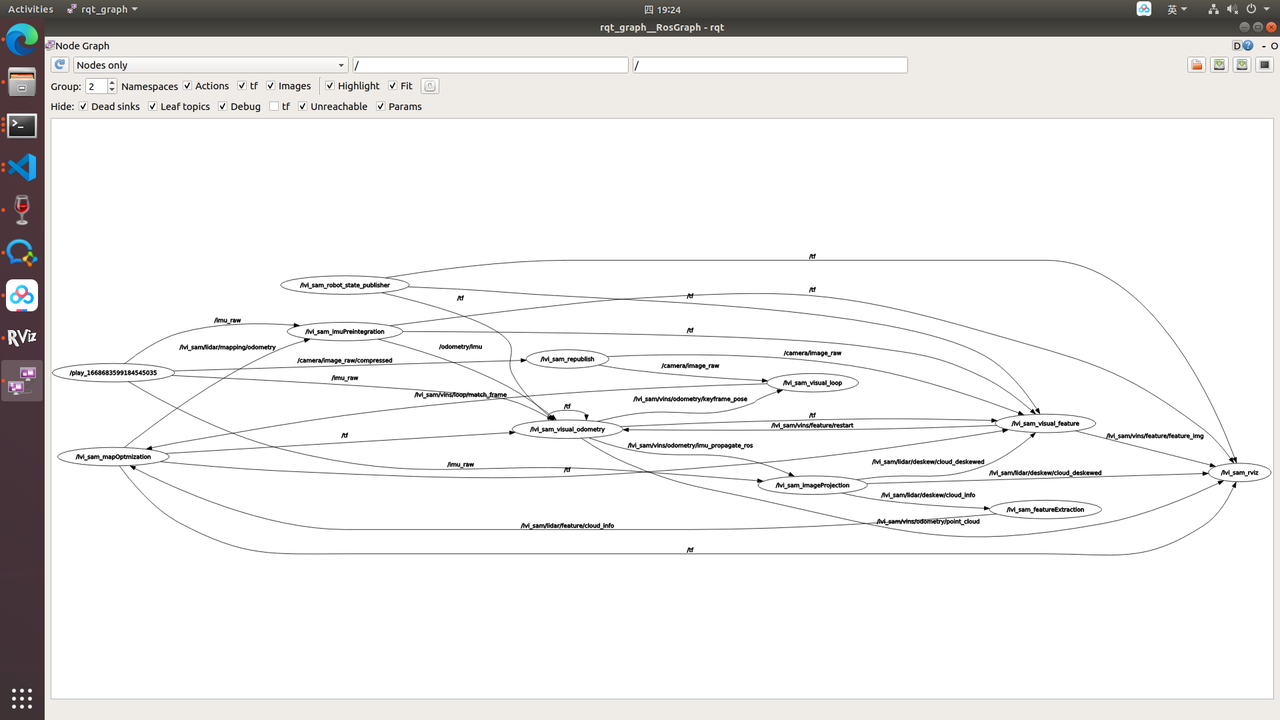 Activities
rqt_graph
四 19:24
英
rqt_graph__RosGraph - rqt
Node Graph
D
- O
Nodes only
/
/
Group: 2 Namespaces Actions tf Images Highlight Fit
Hide: Dead sinks Leaf topics Debug tf Unreachable Params
/tf
/lvi_sam_robot_state_publisher
/tf
/tf
/tf
/imu_raw
/lvi_sam_imuPreintegration
/tf
/lvi_sam/lidar/mapping/odometry
/odometry/imu
/camera/image_raw
/camera/image_raw/compressed
/lvi_sam_republish
/camera/image_raw
/play_1668683599184545035
/imu_raw
/lvi_sam_visual_loop
/lvi_sam/vins/loop/match_frame
/lvi_sam/vins/odometry/keyframe_pose
/tf
/tf
/lvi_sam_visual_odometry
/lvi_sam/vins/feature/restart
/lvi_sam_visual_feature
/tf
/lvi_sam/vins/feature/feature_img
/lvi_sam/vins/odometry/imu_propagate_ros
/lvi_sam_mapOptmization
/imu_raw
/tf
/lvi_sam/lidar/deskew/cloud_deskewed
/lvi_sam/lidar/deskew/cloud_deskewed
/lvi_sam_rviz
/lvi_sam_imageProjection
/lvi_sam/lidar/deskew/cloud_info
/lvi_sam_featureExtraction
/lvi_sam/lidar/feature/cloud_info
/lvi_sam/vins/odometry/point_cloud
/tf
RViz